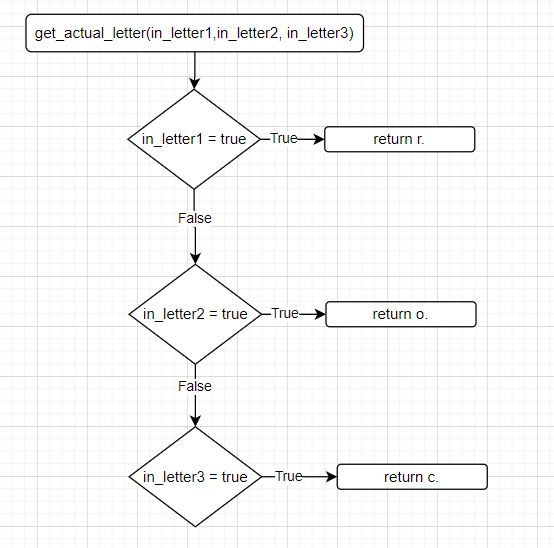 get_actual_letter(in_letter1,in_letter2, in_letter3)
in_letter1 = true
True
return r.
False
in_letter2 = true
True
return o.
False
in_letter3 = true
True
return c.